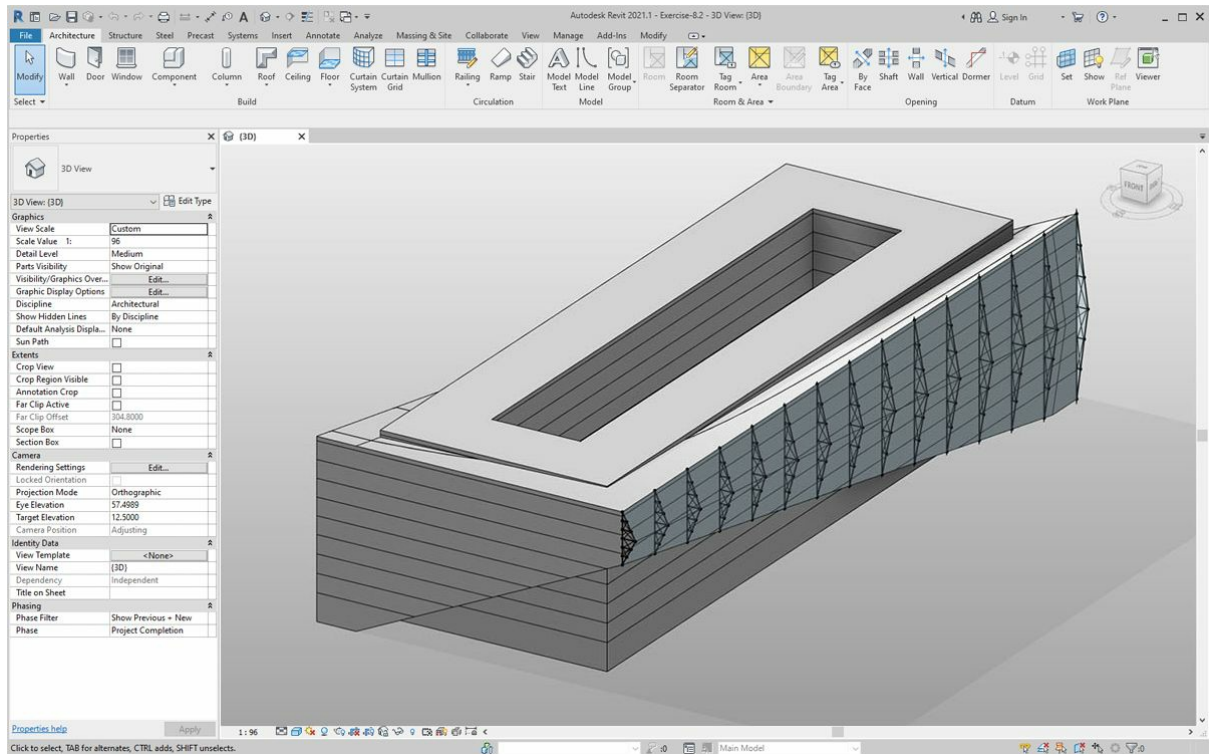 Autodesk Revit 2021.1 - Exercise-8.2 - 3D View: {3D}
Sign In
File Architecture Structure Steel Precast Systems Insert Annotate Analyze Massing & Site Collaborate View Manage Add-Ins Modify
Modify Wall Door Window Component Column Roof Ceiling Floor Curtain System Curtain Grid Mullion Railing Ramp Stair Model Text Model Line Model Group Room Room Separator Tag Room Area Area Boundary Tag Area By Face Shaft Wall Vertical Dormer Level Grid Set Show Ref Plane Viewer
Select Build Circulation Model Room & Area Opening Datum Work Plane
Properties
{3D}
3D View
3D View: {3D} Edit Type
Graphics
View Scale Custom
Scale Value 1: 96
Detail Level Medium
Parts Visibility Show Original
Visibility/Graphics Over... Edit...
Graphic Display Options Edit...
Discipline Architectural
Show Hidden Lines By Discipline
Default Analysis Displa... None
Sun Path
Extents
Crop View
Crop Region Visible
Annotation Crop
Far Clip Active
Far Clip Offset 304.8000
Scope Box None
Section Box
Camera
Rendering Settings Edit...
Locked Orientation
Projection Mode Orthographic
Eye Elevation 57.4989
Target Elevation 12.5000
Camera Position Adjusting
Identity Data
View Template <None>
View Name {3D}
Dependency Independent
Title on Sheet
Phasing
Phase Filter Show Previous + New
Phase Project Completion
FRONT
Properties help Apply
1 : 96
Click to select, TAB for alternates, CTRL adds, SHIFT unselects.
:0
Main Model
:0